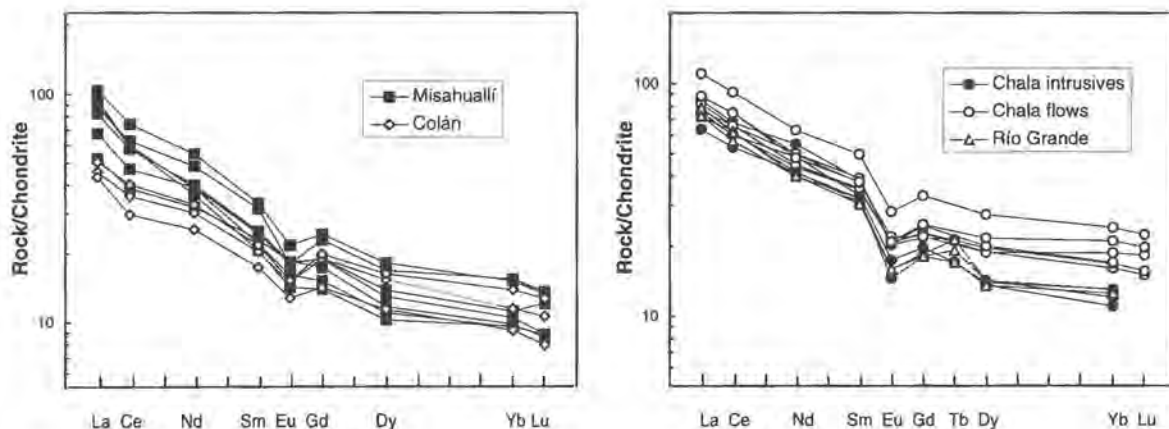 Rock/Chondrite
100
10
Misahuallí
Colán
La Ce Nd Sm Eu Gd Dy Yb Lu
Rock/Chondrite
100
10
Chala intrusives
Chala flows
Río Grande
La Ce Nd Sm Eu Gd Tb Dy Yb Lu